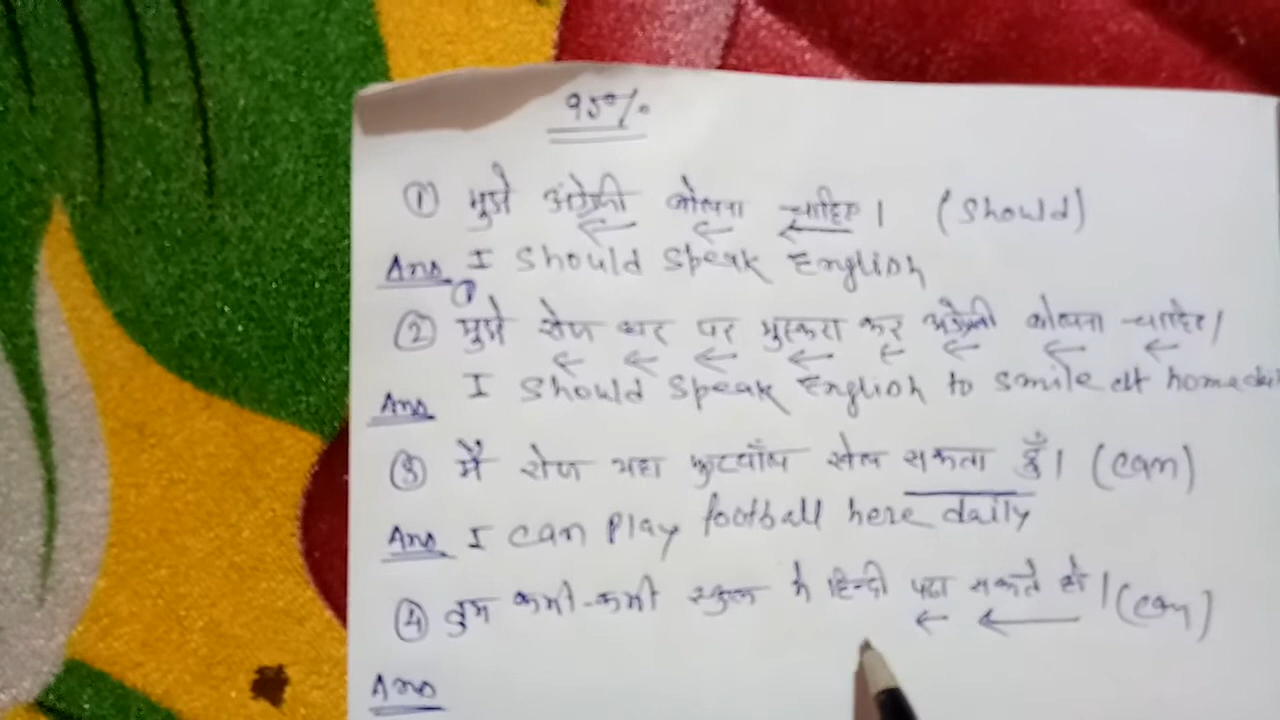 95%
① मुझे अंग्रेजी बोलना चाहिए। (should)
Ans I should speak English
② मुझे रोज घर पर मुस्करा कर अंग्रेजी बोलना चाहिए।
Ans I should speak English to smile at home dai
③ मैं रोज यहा फुटवॉल खेल सकता हूँ। (can)
Ans I can play football here daily
④ तुम कभी-कभी स्कुल मे हिन्दी पढा सकते हो। (can)
Ans